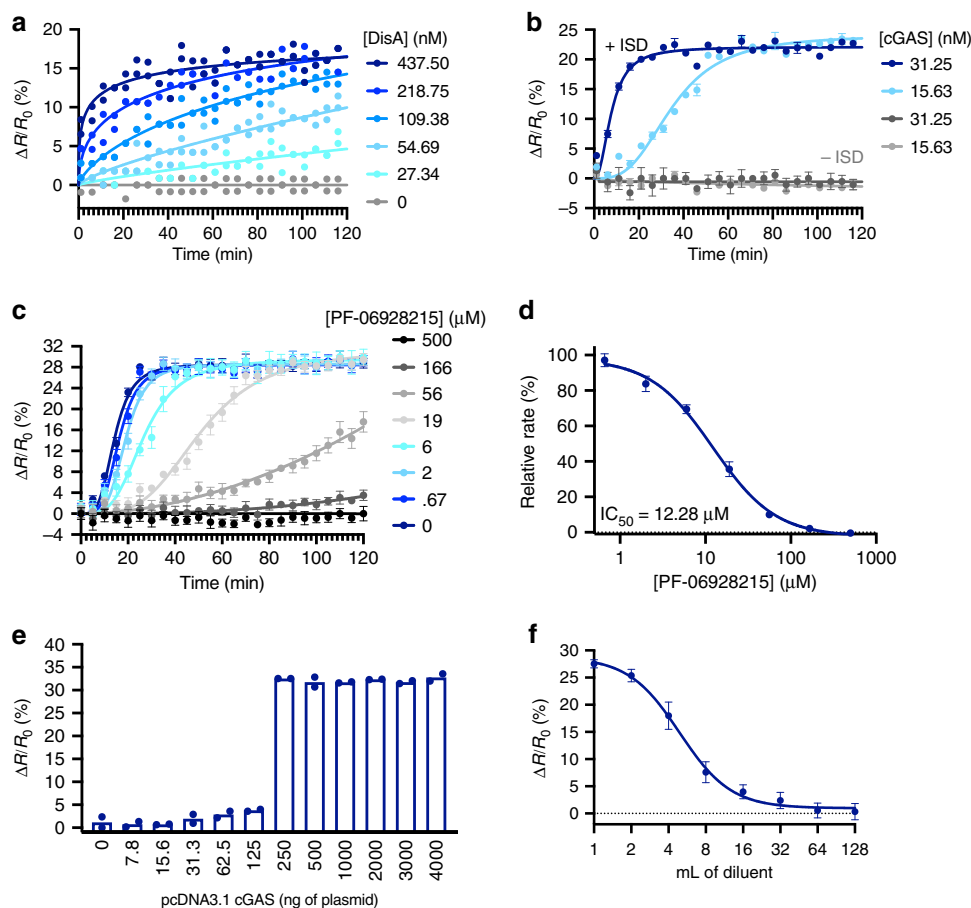 a
[DisA] (nM)
437.50
218.75
109.38
54.69
27.34
0
ΔR/R0 (%)
20
15
10
5
0
0 20 40 60 80 100 120
Time (min)
b
+ ISD
– ISD
[cGAS] (nM)
31.25
15.63
31.25
15.63
ΔR/R0 (%)
25
20
15
10
5
0
–5
0 20 40 60 80 100 120
Time (min)
c
[PF-06928215] (μM)
500
166
56
19
6
2
.67
0
ΔR/R0 (%)
32
28
24
20
16
12
8
4
0
–4
0 20 40 60 80 100 120
Time (min)
d
Relative rate (%)
100
80
60
40
20
0
IC50 = 12.28 μM
1 10 100 1000
[PF-06928215] (μM)
e
ΔR/R0 (%)
40
35
30
25
20
15
10
5
0
0 7.8 15.6 31.3 62.5 125 250 500 1000 2000 3000 4000
pcDNA3.1 cGAS (ng of plasmid)
f
ΔR/R0 (%)
30
25
20
15
10
5
0
1 2 4 8 16 32 64 128
mL of diluent